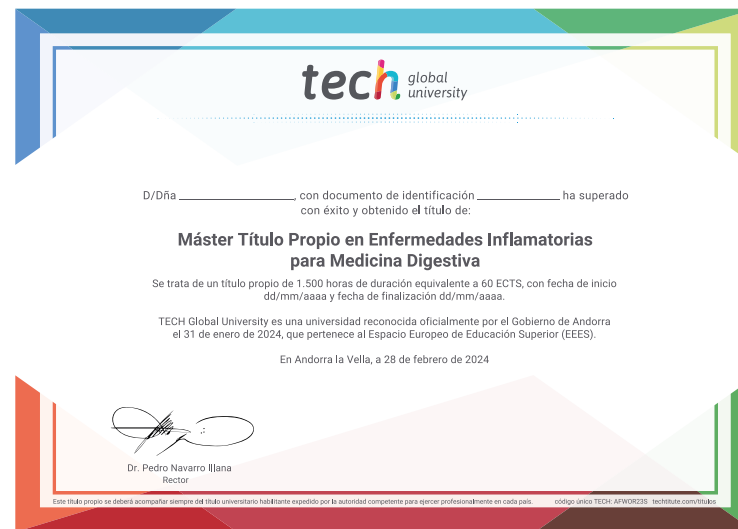 tech global
university
D/Dña ______________, con documento de identificación __________ ha superado
con éxito y obtenido el título de:
Máster Título Propio en Enfermedades Inflamatorias
para Medicina Digestiva
Se trata de un título propio de 1.500 horas de duración equivalente a 60 ECTS, con fecha de inicio
dd/mm/aaaa y fecha de finalización dd/mm/aaaa.
TECH Global University es una universidad reconocida oficialmente por el Gobierno de Andorra
el 31 de enero de 2024, que pertenece al Espacio Europeo de Educación Superior (EEES).
En Andorra la Vella, a 28 de febrero de 2024
Dr. Pedro Navarro Illana
Rector
Este título propio se deberá acompañar siempre del título universitario habilitante expedido por la autoridad competente para ejercer profesionalmente en cada país. código único TECH: AFWOR23S techtitute.com/titulos